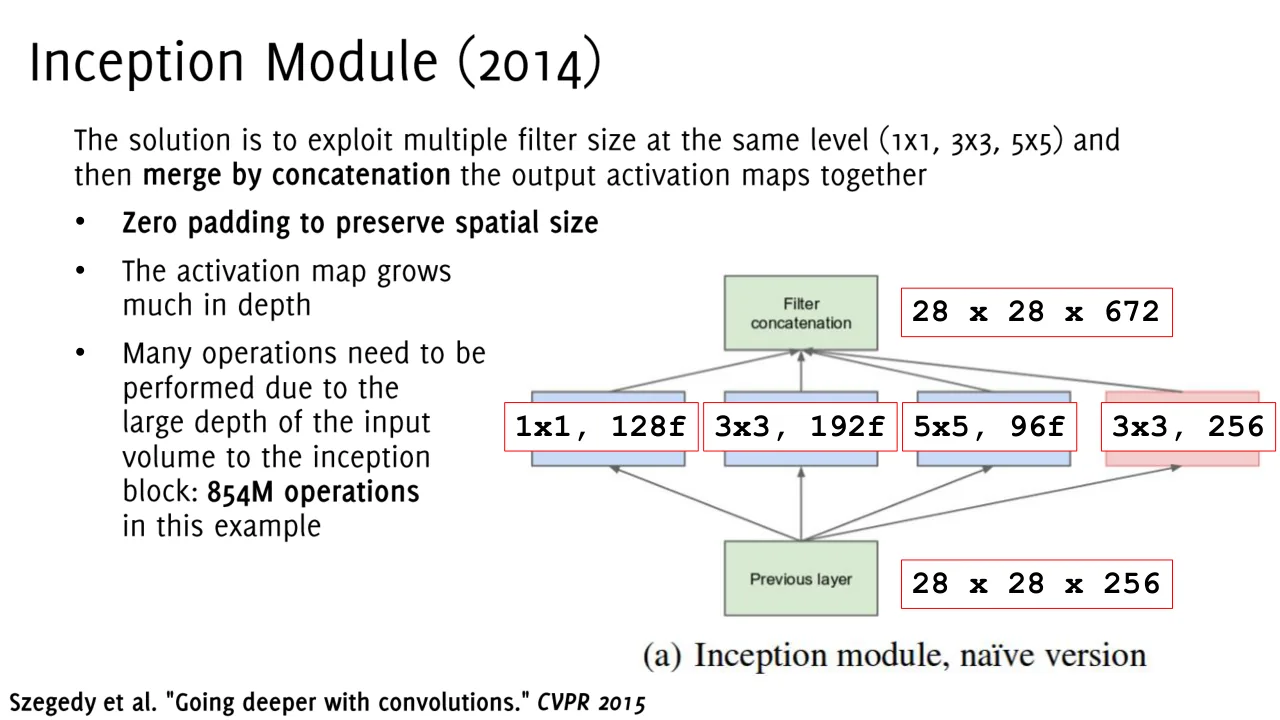 Inception Module (2014)
The solution is to exploit multiple filter size at the same level (1x1, 3x3, 5x5) and
then merge by concatenation the output activation maps together
• Zero padding to preserve spatial size
• The activation map grows
much in depth
• Many operations need to be
performed due to the
large depth of the input
volume to the inception
block: 854M operations
in this example
Filter
concatenation
28 x 28 x 672
1x1, 128f
3x3, 192f
5x5, 96f
3x3, 256
Previous layer
28 x 28 x 256
(a) Inception module, naïve version
Szegedy et al. "Going deeper with convolutions." CVPR 2015